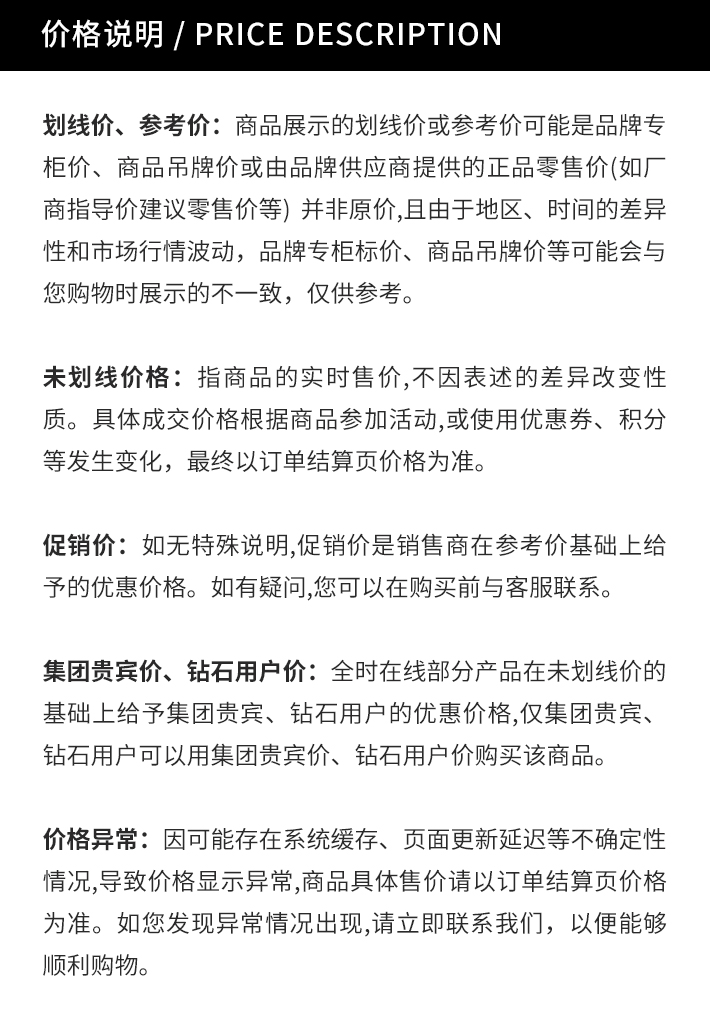 价格说明 / PRICE DESCRIPTION
划线价、参考价：商品展示的划线价或参考价可能是品牌专
柜价、商品吊牌价或由品牌供应商提供的正品零售价(如厂
商指导价建议零售价等) 并非原价,且由于地区、时间的差异
性和市场行情波动，品牌专柜标价、商品吊牌价等可能会与
您购物时展示的不一致，仅供参考。
未划线价格：指商品的实时售价,不因表述的差异改变性
质。具体成交价格根据商品参加活动,或使用优惠券、积分
等发生变化，最终以订单结算页价格为准。
促销价：如无特殊说明,促销价是销售商在参考价基础上给
予的优惠价格。如有疑问,您可以在购买前与客服联系。
集团贵宾价、钻石用户价：全时在线部分产品在未划线价的
基础上给予集团贵宾、钻石用户的优惠价格,仅集团贵宾、
钻石用户可以用集团贵宾价、钻石用户价购买该商品。
价格异常：因可能存在系统缓存、页面更新延迟等不确定性
情况,导致价格显示异常,商品具体售价请以订单结算页价格
为准。如您发现异常情况出现,请立即联系我们，以便能够
顺利购物。